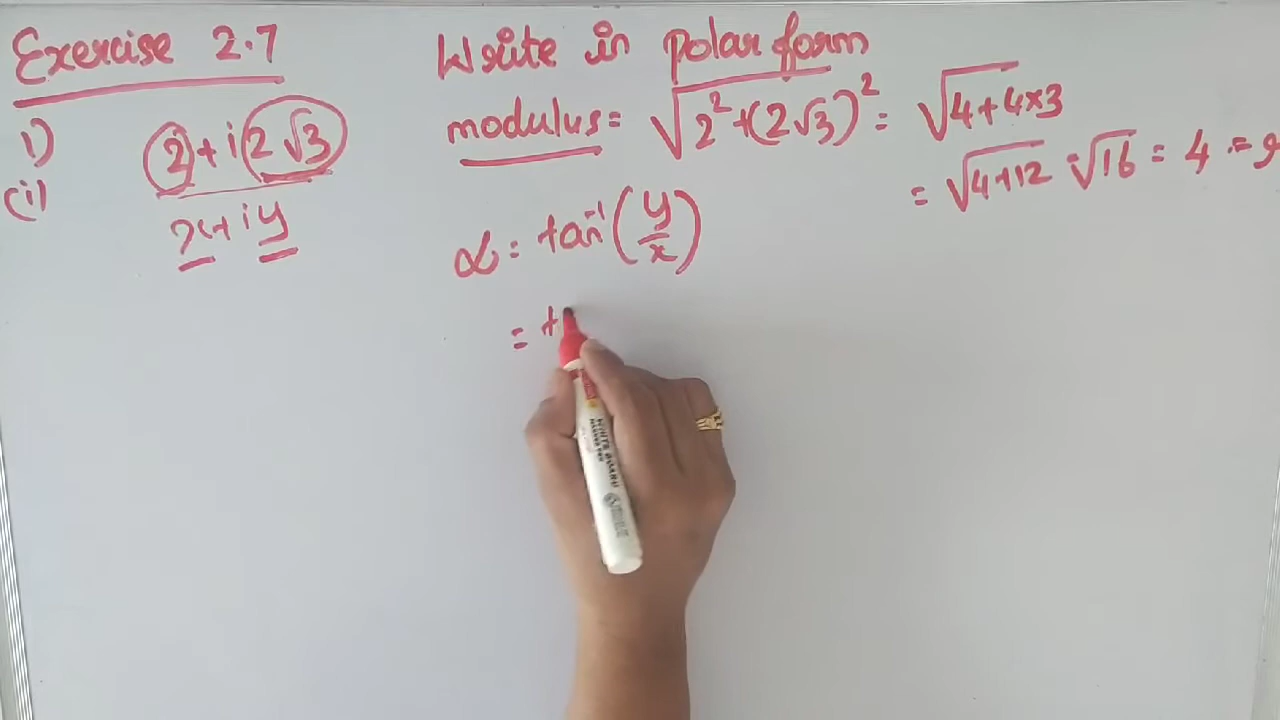 Exercise 2.7
Write in polar form
1)
(i)
2 + i 2√3
x + iy
modulus = √2² + (2√3)² = √4 + 4×3
= √4+12 = √16 = 4 = r
α = tan⁻¹ (y/x)
= t